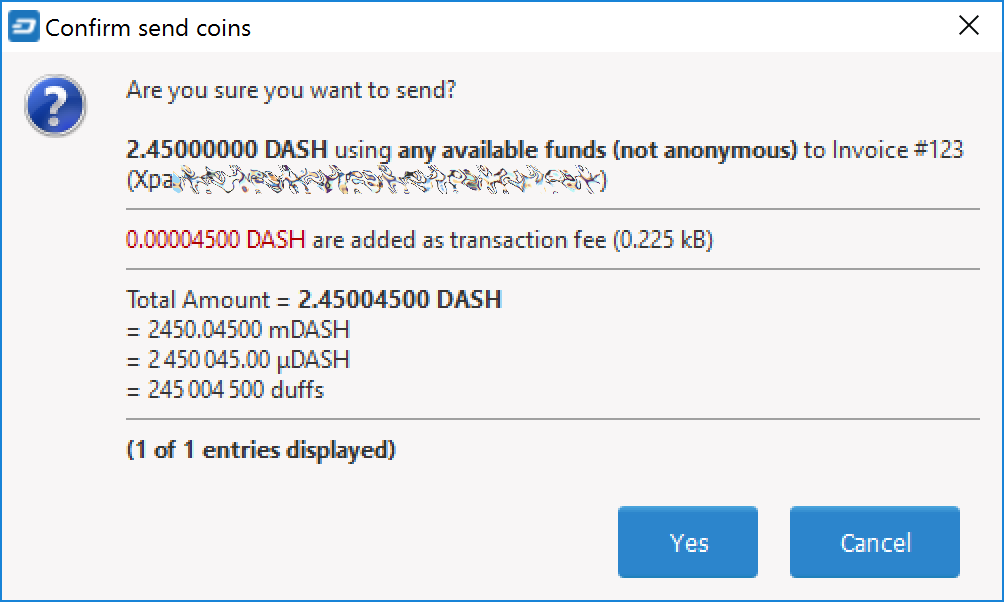 Confirm send coins
Are you sure you want to send?
2.45000000 DASH using any available funds (not anonymous) to Invoice #123
(Xpa
0.00004500 DASH are added as transaction fee (0.225 kB)
Total Amount = 2.45004500 DASH
= 2450.04500 mDASH
= 2 450 045.00 µDASH
= 245 004 500 duffs
(1 of 1 entries displayed)
Yes
Cancel